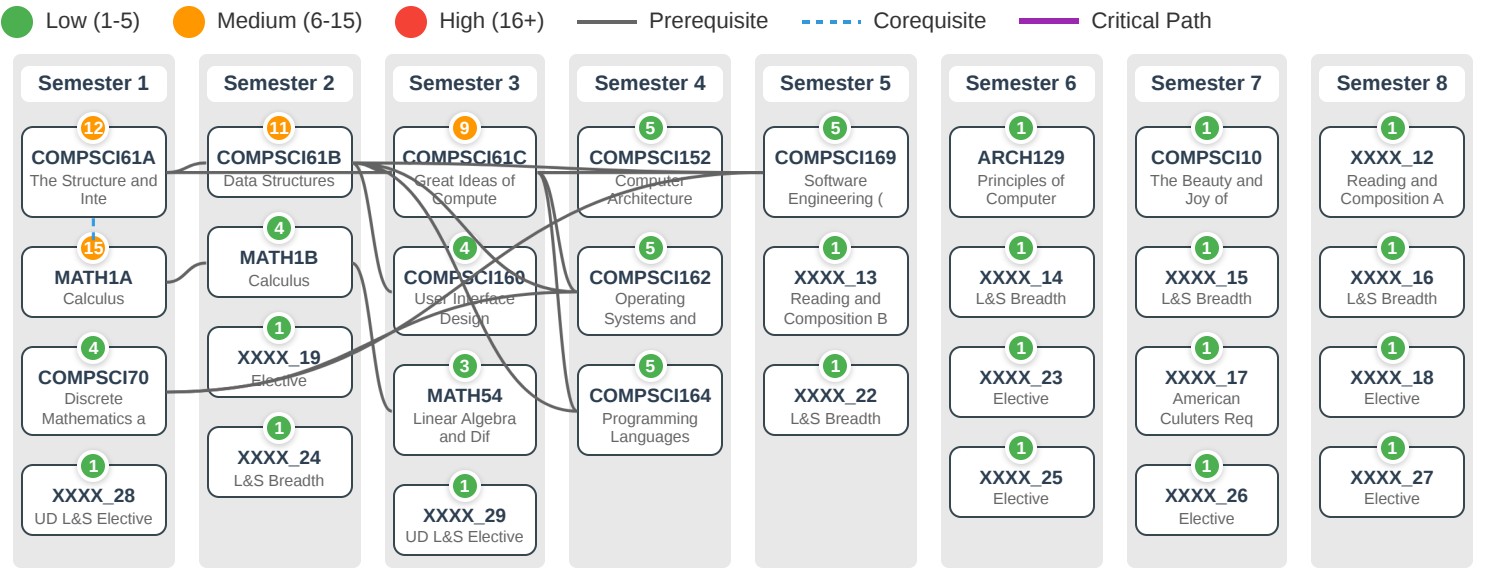 Low (1-5)
Medium (6-15)
High (16+)
Prerequisite
Corequisite
Critical Path
Semester 1
12
COMPSCI61A
The Structure and
Inte
15
MATH1A
Calculus
4
COMPSCI70
Discrete
Mathematics a
1
XXXX_28
UD L&S Elective
Semester 2
11
COMPSCI61B
Data Structures
4
MATH1B
Calculus
1
XXXX_19
Elective
1
XXXX_24
L&S Breadth
Semester 3
9
COMPSCI61C
Great Ideas of
Compute
4
COMPSCI160
User Interface
Design
3
MATH54
Linear Algebra
and Dif
1
XXXX_29
UD L&S Elective
Semester 4
5
COMPSCI152
Computer
Architecture
5
COMPSCI162
Operating
Systems and
5
COMPSCI164
Programming
Languages
Semester 5
5
COMPSCI169
Software
Engineering (
1
XXXX_13
Reading and
Composition B
1
XXXX_22
L&S Breadth
Semester 6
1
ARCH129
Principles of
Computer
1
XXXX_14
L&S Breadth
1
XXXX_23
Elective
1
XXXX_25
Elective
Semester 7
1
COMPSCI10
The Beauty and
Joy of
1
XXXX_15
L&S Breadth
1
XXXX_17
American
Culuters Req
1
XXXX_26
Elective
Semester 8
1
XXXX_12
Reading and
Composition A
1
XXXX_16
L&S Breadth
1
XXXX_18
Elective
1
XXXX_27
Elective